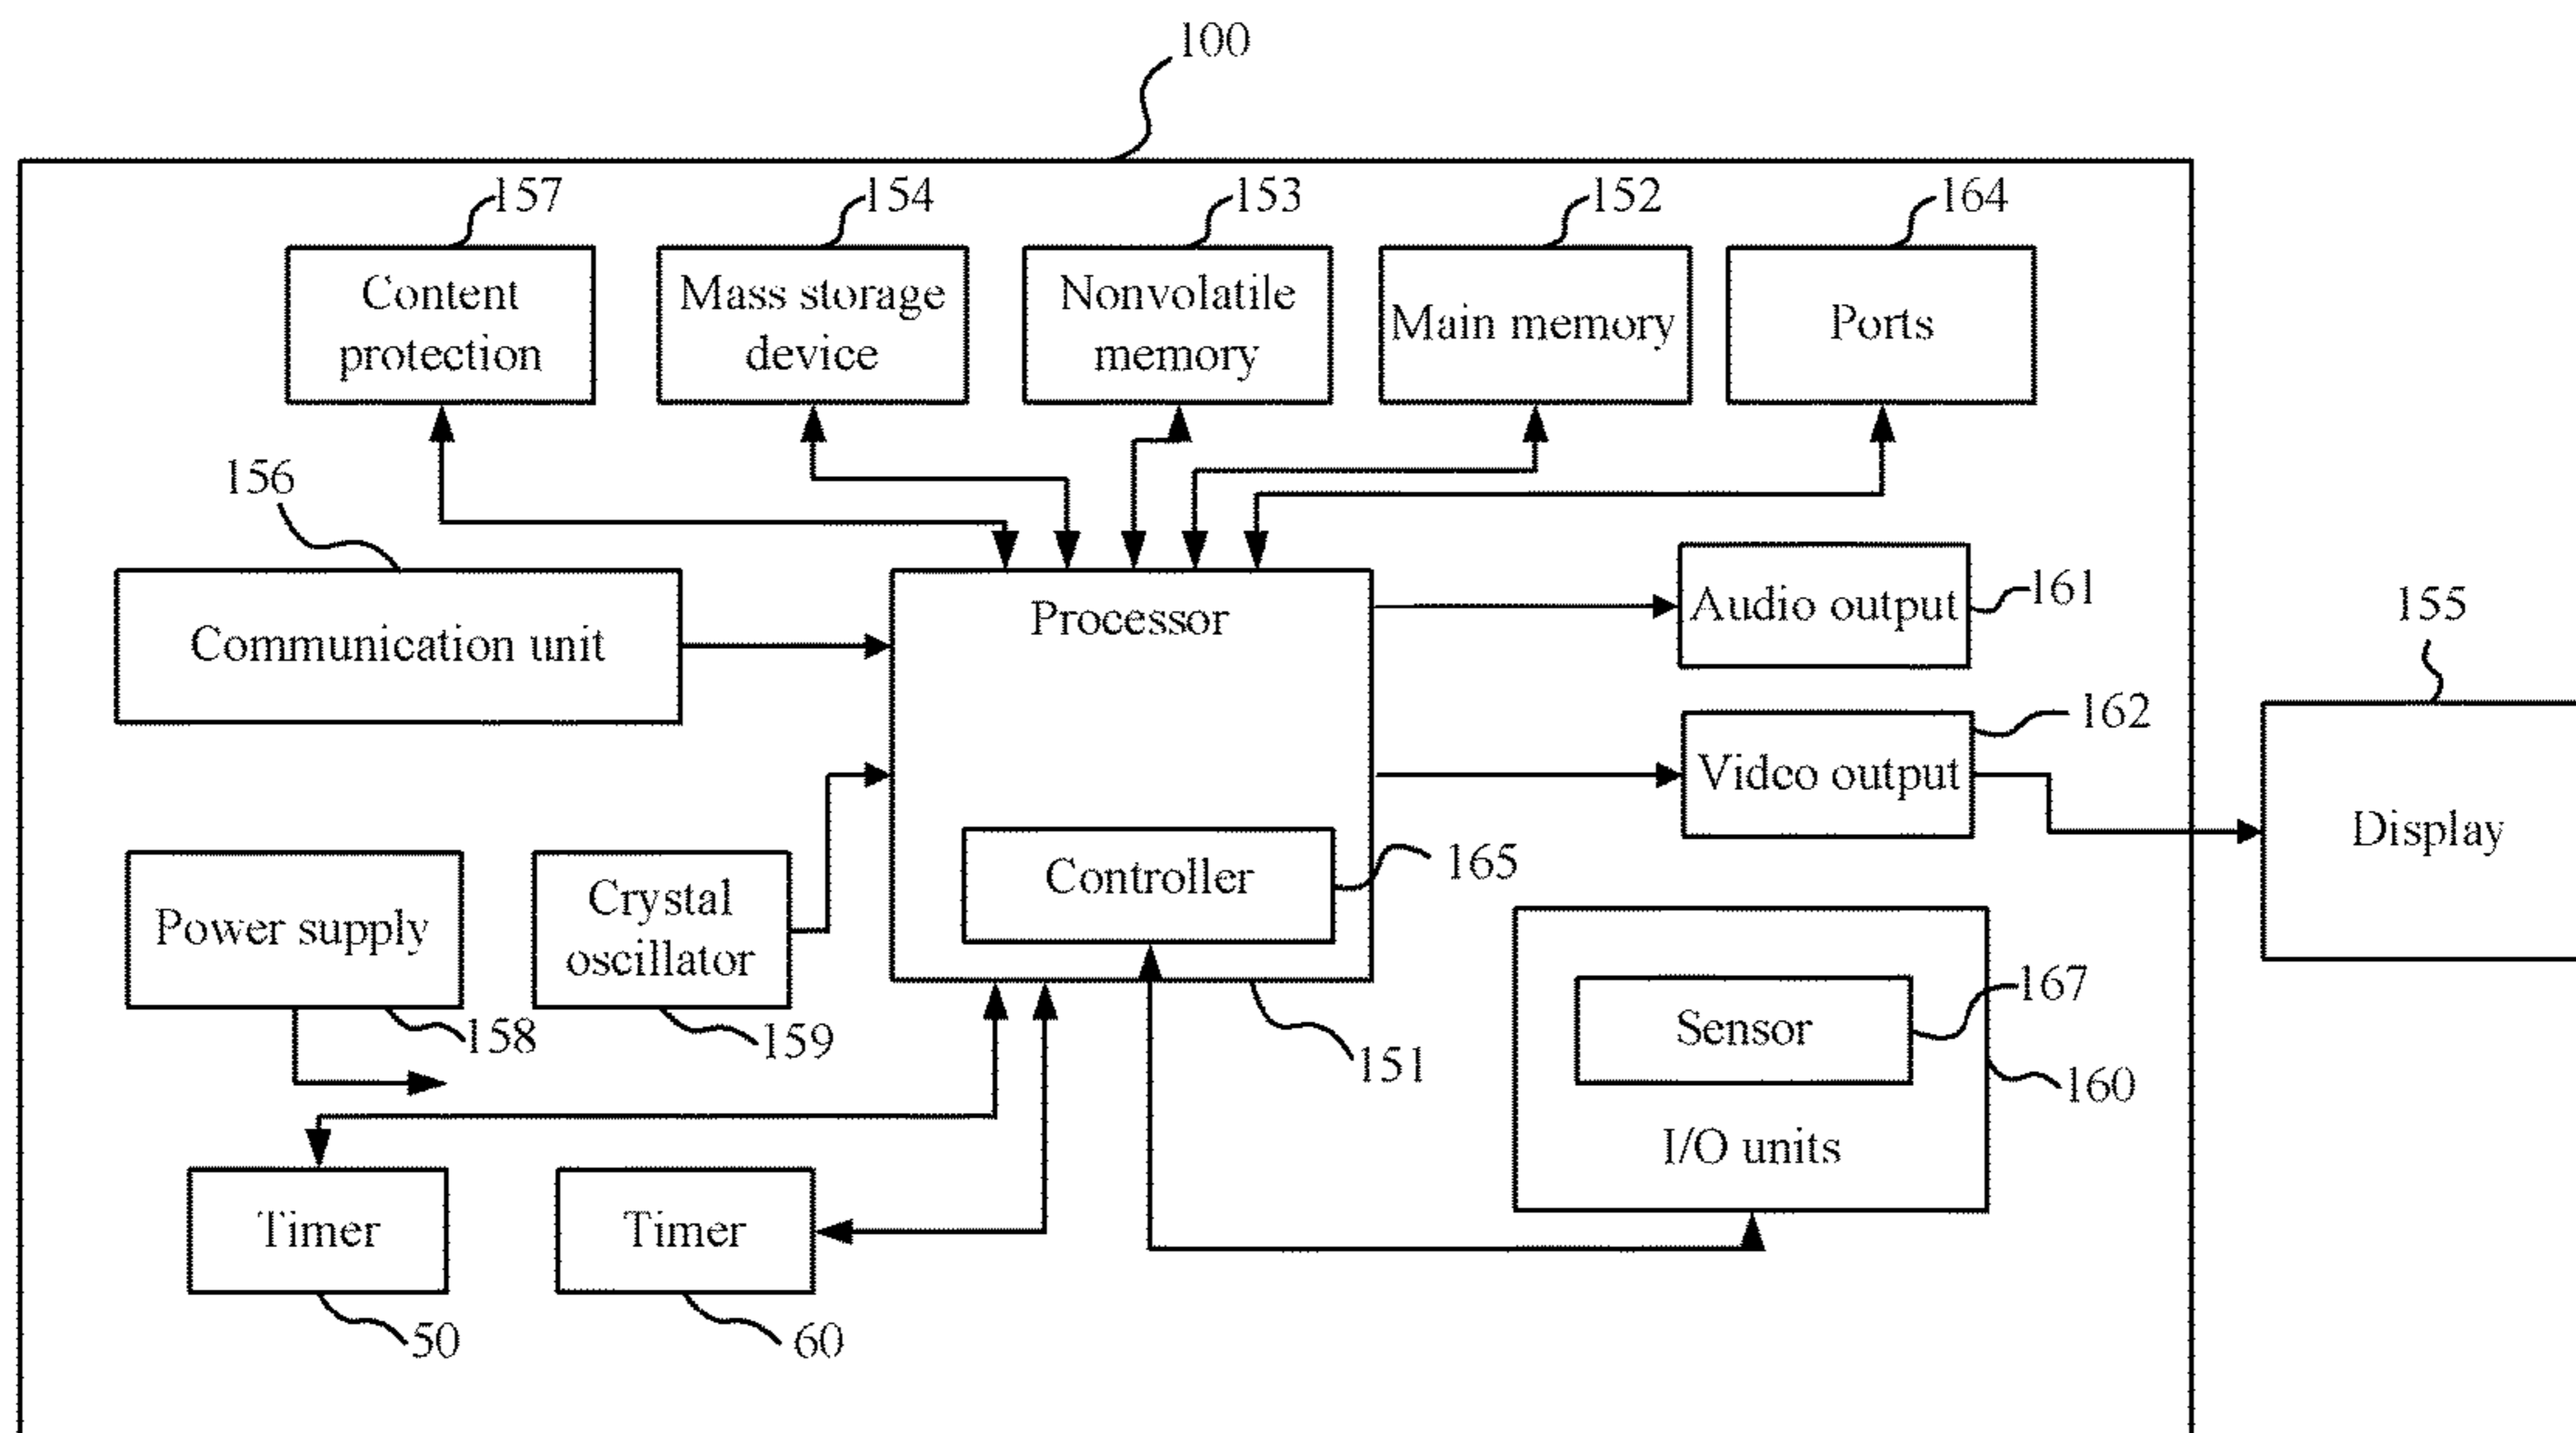 100
157
154
153
152
164
Content
protection
Mass storage
device
Nonvolatile
memory
Main memory
Ports
156
Communication unit
Processor
Audio output
161
155
162
Video output
Display
Controller
165
Power supply
Crystal
oscillator
158
159
151
Sensor
167
160
I/O units
Timer
Timer
50
60